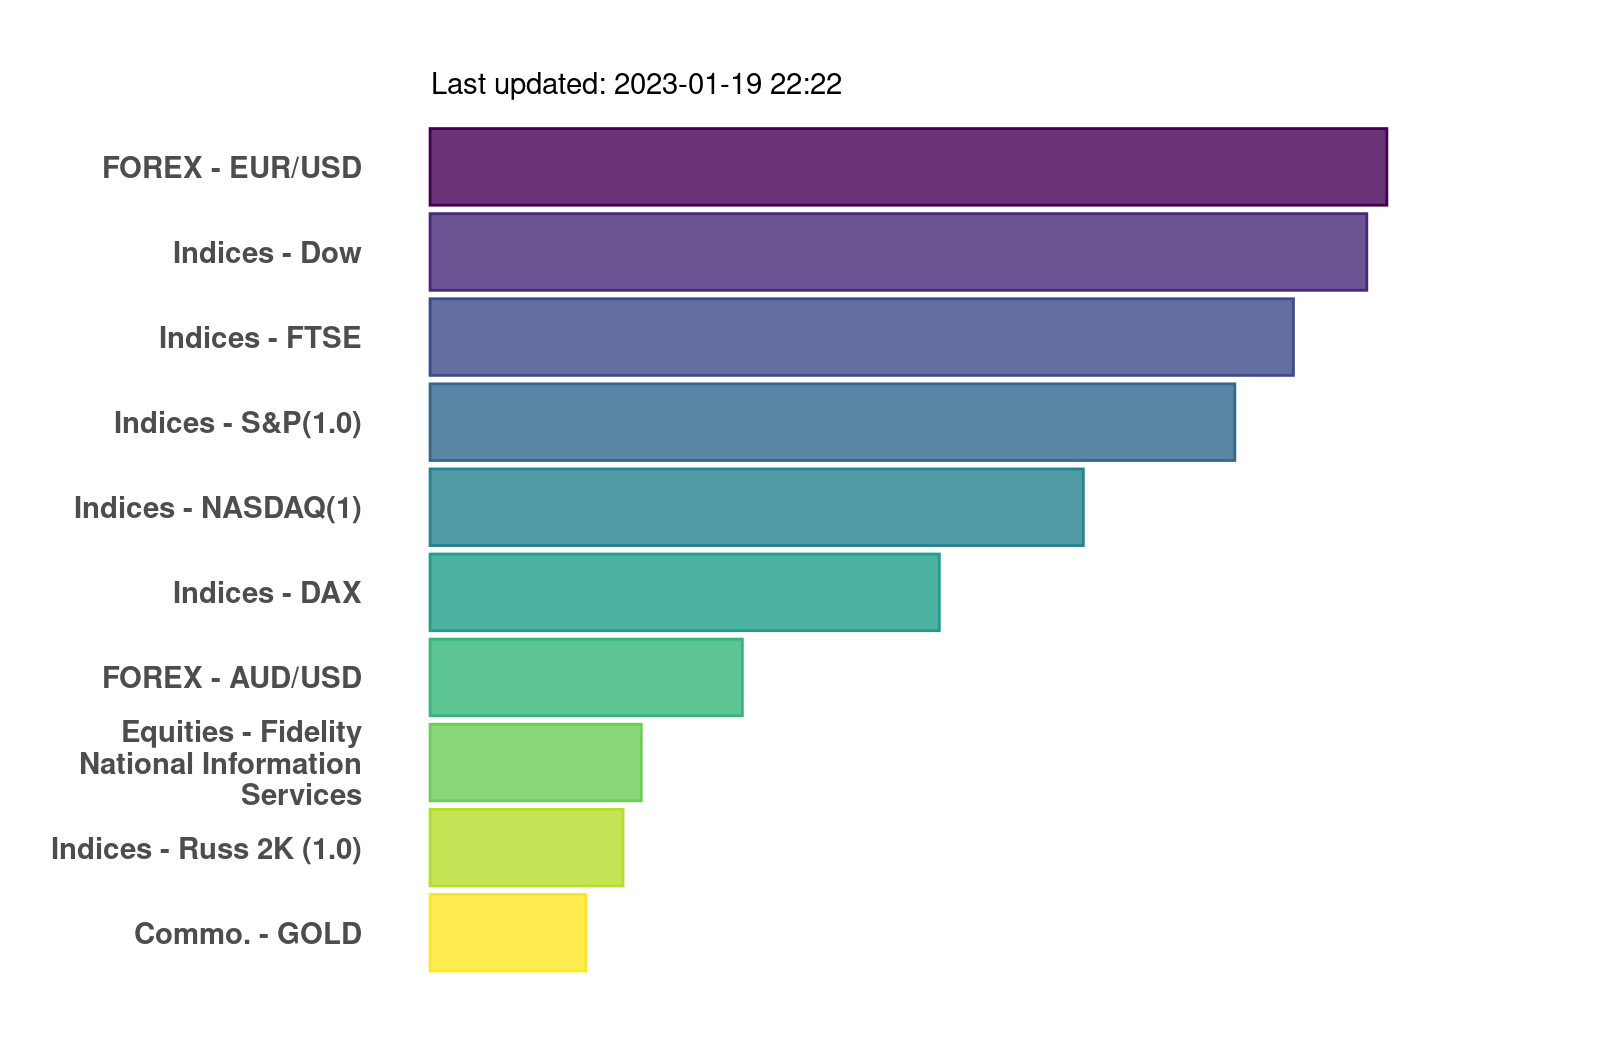 Last updated: 2023-01-19 22:22
FOREX - EUR/USD
Indices - Dow
Indices - FTSE
Indices - S&P(1.0)
Indices - NASDAQ(1)
Indices - DAX
FOREX - AUD/USD
Equities - Fidelity
National Information
Services
Indices - Russ 2K (1.0)
Commo. - GOLD